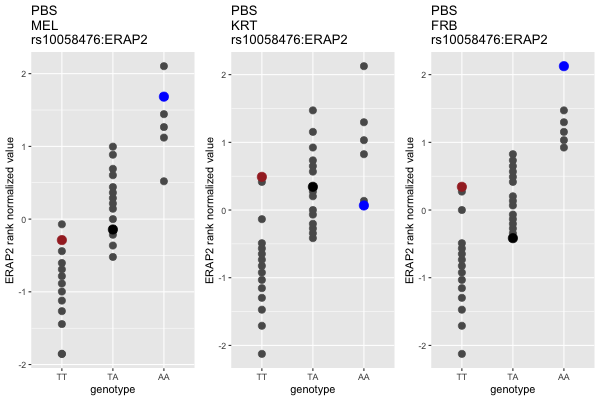 PBS
MEL
rs10058476:ERAP2
ERAP2 rank normalized value
2
1
0
-1
-2
TT
TA
AA
genotype
PBS
KRT
rs10058476:ERAP2
ERAP2 rank normalized value
2
1
0
-1
-2
TT
TA
AA
genotype
PBS
FRB
rs10058476:ERAP2
ERAP2 rank normalized value
2
1
0
-1
-2
TT
TA
AA
genotype